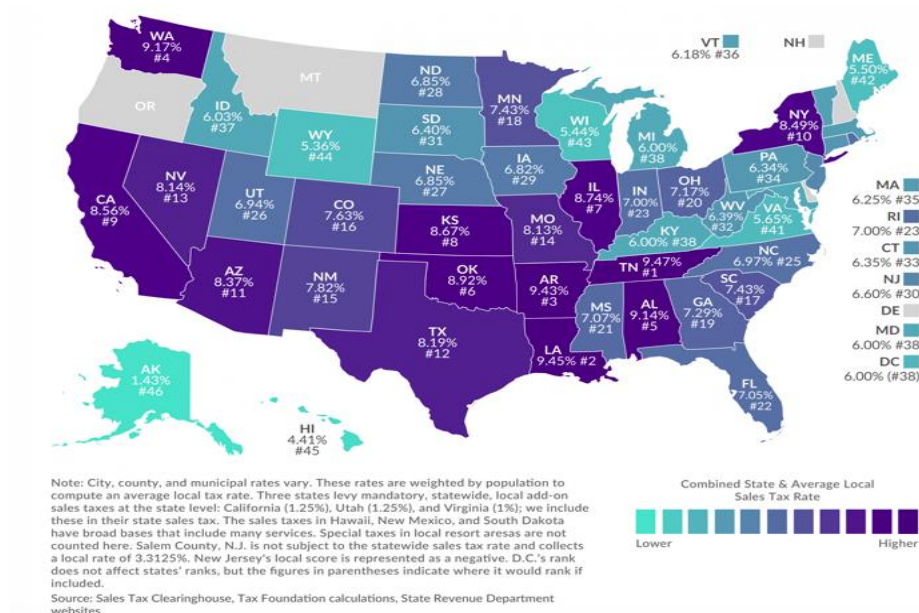 WA
9.17%
#4
MT
ND
6.85%
#28
MN
7.43%
#18
VT
6.18% #36
NH
ME
5.50%
#42
OR
ID
6.03%
#37
WY
5.36%
#44
SD
6.40%
#31
WI
5.44%
#43
MI
6.00%
#38
NY
8.49%
#10
NV
8.14%
#13
UT
6.94%
#26
CO
7.63%
#16
NE
6.85%
#27
IA
6.82%
#29
IL
8.74%
#7
IN
7.00%
#23
OH
7.17%
#20
PA
6.34%
#34
CA
8.56%
#9
KS
8.67%
#8
MO
8.13%
#14
KY
6.00% #38
WV
6.39%
#32
VA
5.65%
#41
MA
6.25% #35
RI
7.00% #23
CT
6.35% #33
NJ
6.60% #30
DE
MD
6.00% #38
DC
6.00% (#38)
AZ
8.37%
#11
NM
7.82%
#15
OK
8.92%
#6
AR
9.43%
#3
TN 9.47%
#1
NC
6.97% #25
SC
7.43%
#17
TX
8.19%
#12
LA
9.45% #2
MS
7.07%
#21
AL
9.14%
#5
GA
7.29%
#19
FL
7.05%
#22
AK
1.43%
#46
HI
4.41%
#45
Note: City, county, and municipal rates vary. These rates are weighted by population to
compute an average local tax rate. Three states levy mandatory, statewide, local add-on
sales taxes at the state level: California (1.25%), Utah (1.25%), and Virginia (1%); we include
these in their state sales tax. The sales taxes in Hawaii, New Mexico, and South Dakota
have broad bases that include many services. Special taxes in local resort aresas are not
counted here. Salem County, N.J. is not subject to the statewide sales tax rate and collects
a local rate of 3.3125%. New Jersey's local score is represented as a negative. D.C.'s rank
does not affect states' ranks, but the figures in parentheses indicate where it would rank if
included.
Source: Sales Tax Clearinghouse, Tax Foundation calculations, State Revenue Department
websites
Combined State & Average Local
Sales Tax Rate
Lower
Higher